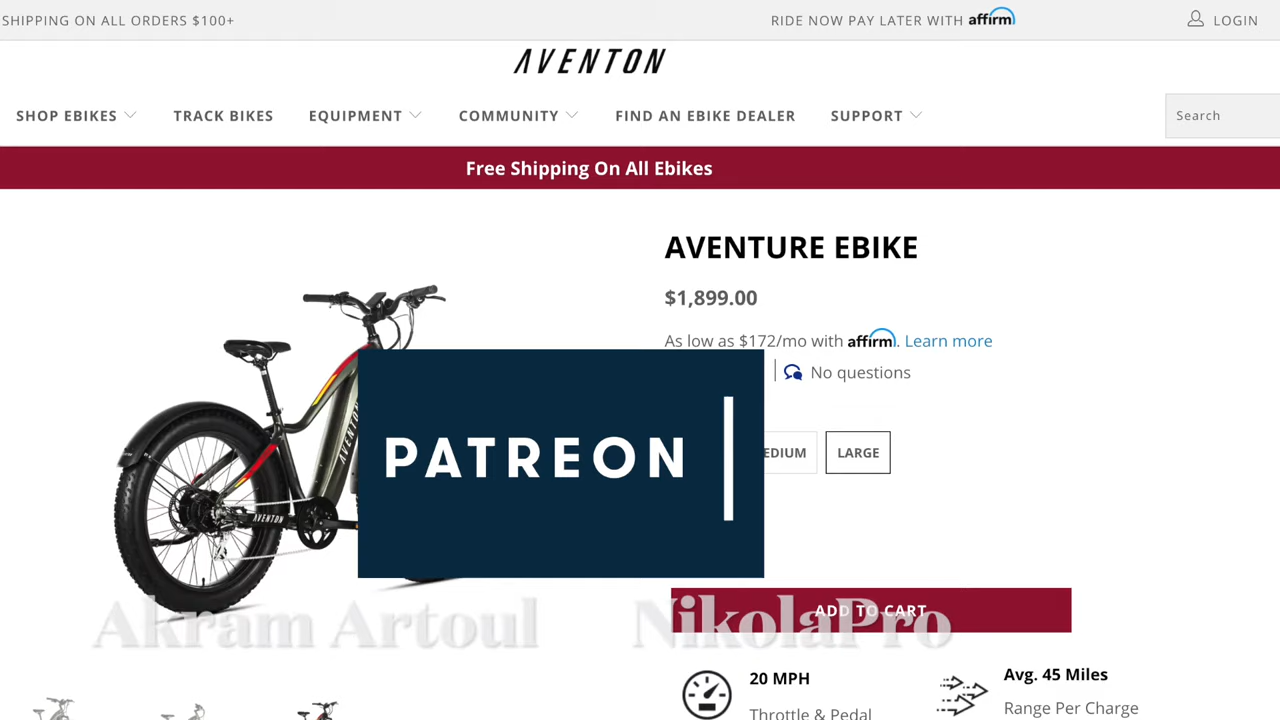 SHIPPING ON ALL ORDERS $100+
RIDE NOW PAY LATER WITH affirm
LOGIN
AVENTON
SHOP EBIKES TRACK BIKES EQUIPMENT COMMUNITY FIND AN EBIKE DEALER SUPPORT
Search
Free Shipping On All Ebikes
AVENTURE EBIKE
$1,899.00
As low as $172/mo with affirm. Learn more
No questions
EDIUM LARGE
PATREON
AVENTON
AVENTON
ADD TO CART
Akram Artoul NikolaPro
20 MPH
Throttle & Pedal
Avg. 45 Miles
Range Per Charge